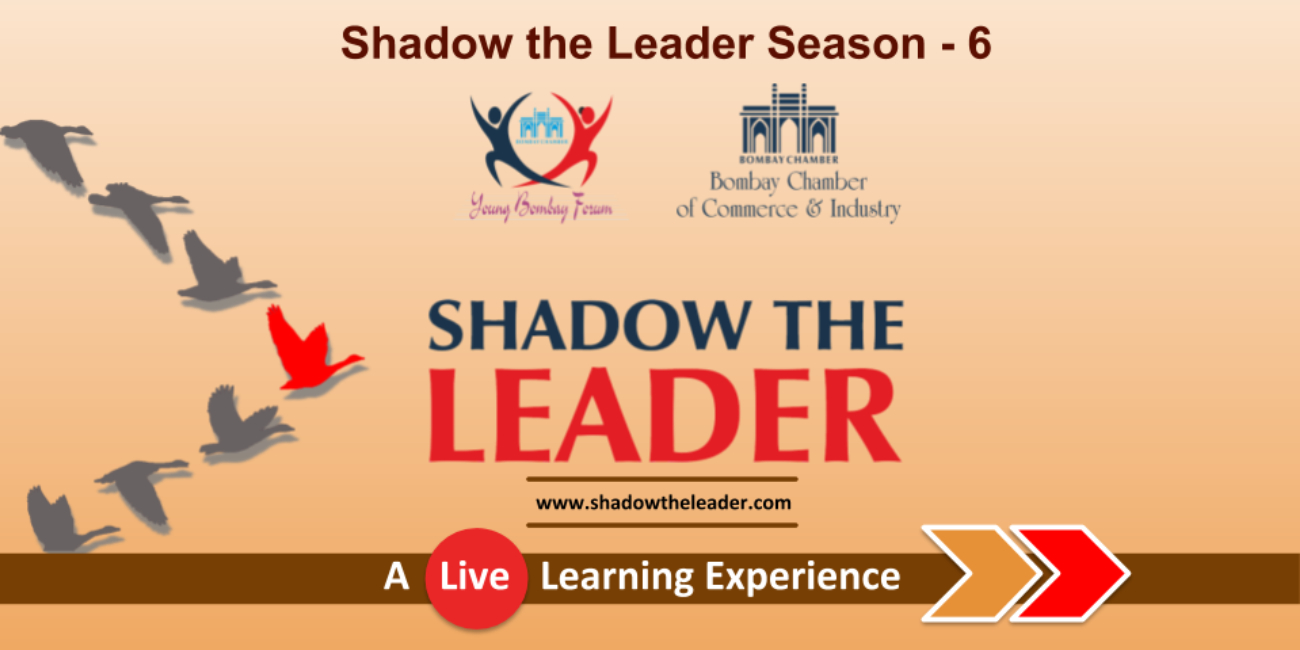 Shadow the Leader Season - 6
BOMBAY CHAMBER
Young Bombay Forum
BOMBAY CHAMBER
Bombay Chamber
of Commerce & Industry
SHADOW THE
LEADER
www.shadowtheleader.com
A Live Learning Experience